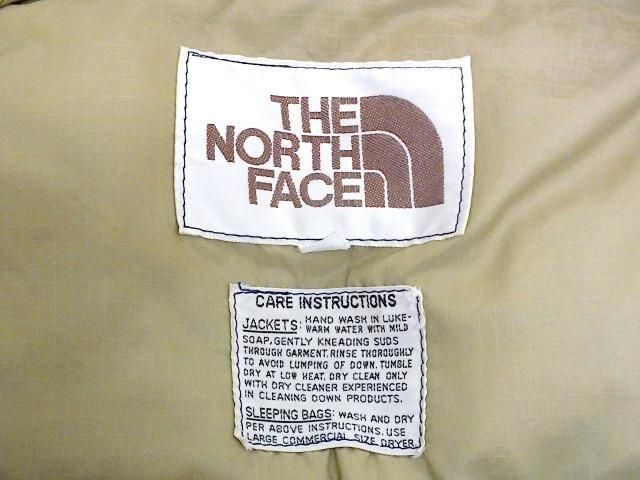 THE
NORTH
FACE
CARE INSTRUCTIONS
JACKETS: HAND WASH IN LUKE-
WARM WATER WITH MILD
SOAP, GENTLY KNEADING SUDS
THROUGH GARMENT. RINSE THOROUGHLY
TO AVOID LUMPING OF DOWN. TUMBLE
DRY AT LOW HEAT. DRY CLEAN ONLY
WITH DRY CLEANER EXPERIENCED
IN CLEANING DOWN PRODUCTS.
SLEEPING BAGS: WASH AND DRY
PER ABOVE INSTRUCTIONS. USE
LARGE COMMERCIAL SIZE DRYER